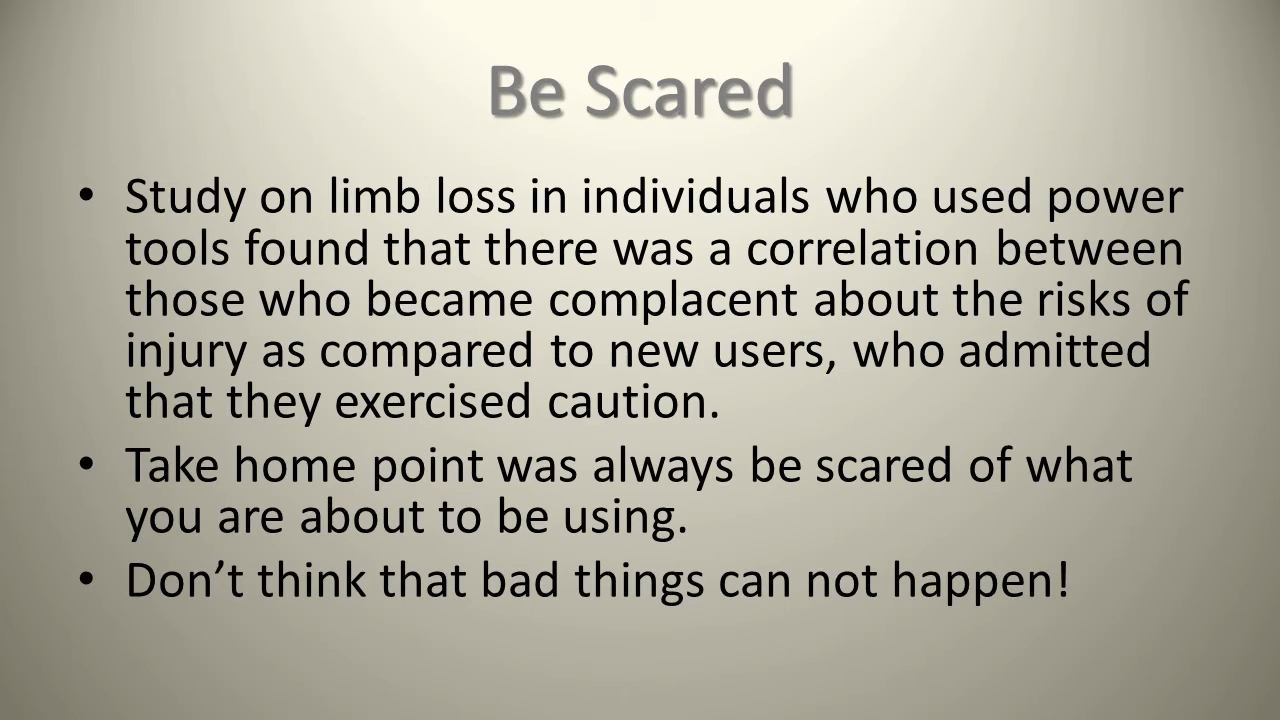 Be Scared
• Study on limb loss in individuals who used power
tools found that there was a correlation between
those who became complacent about the risks of
injury as compared to new users, who admitted
that they exercised caution.
• Take home point was always be scared of what
you are about to be using.
• Don’t think that bad things can not happen!